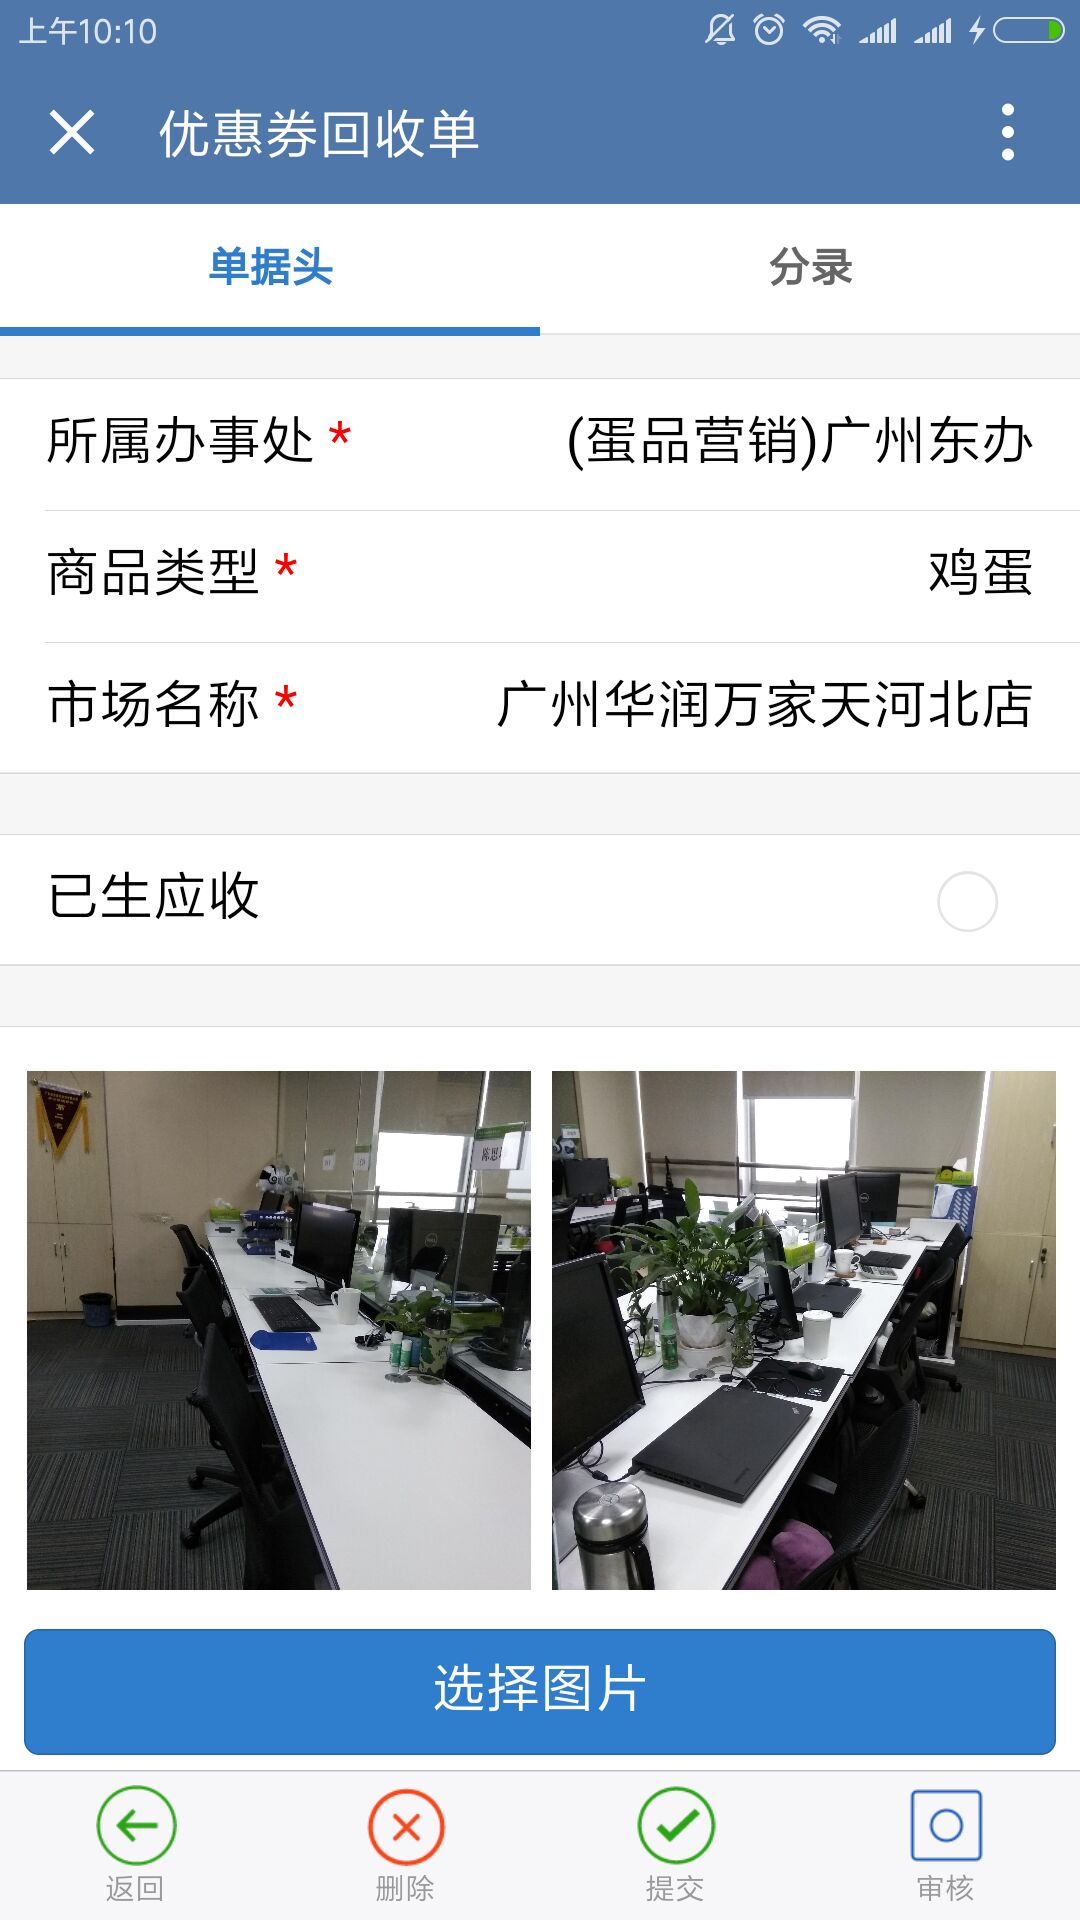 上午10:10
优惠券回收单
单据头
分录
所属办事处 * (蛋品营销)广州东办
商品类型 * 鸡蛋
市场名称 * 广州华润万家天河北店
已生应收
第二名
选择图片
返回
删除
提交
审核